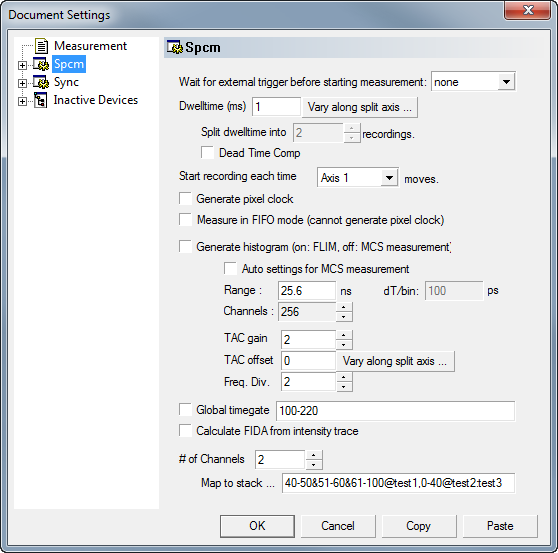 Document Settings
Measurement
Spcm
Sync
Inactive Devices
Spcm
Wait for external trigger before starting measurement: none
Dwelltime (ms) 1 Vary along split axis ...
Split dwelltime into 2 recordings.
Dead Time Comp
Start recording each time Axis 1 moves.
Generate pixel clock
Measure in FIFO mode (cannot generate pixel clock)
Generate histogram (on: FLIM, off: MCS measurement)
Auto settings for MCS measurement
Range : 25.6 ns dT/bin: 100 ps
Channels : 256
TAC gain 2
TAC offset 0 Vary along split axis ...
Freq. Div. 2
Global timegate 100-220
Calculate FIDA from intensity trace
# of Channels 2
Map to stack ... 40-50&51-60&61-100@test1,0-40@test2:test3
OK Cancel Copy Paste